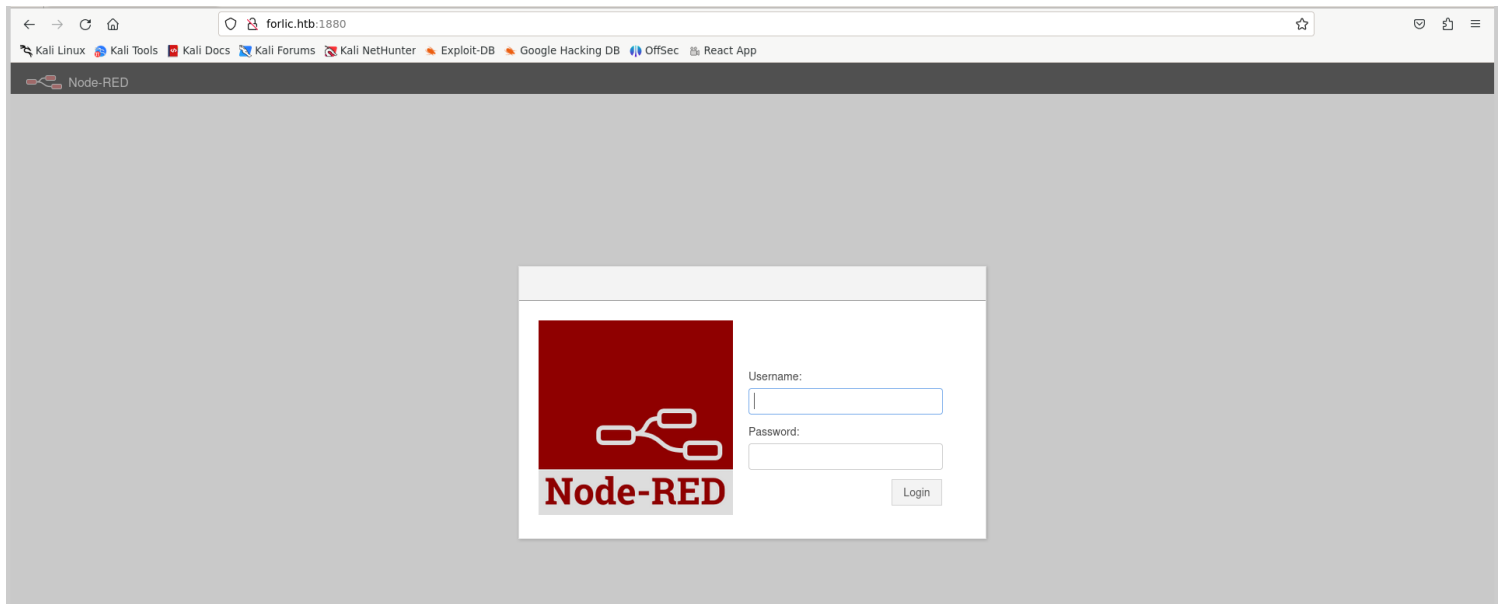 forlic.htb:1880
Kali Linux Kali Tools Kali Docs Kali Forums Kali NetHunter Exploit-DB Google Hacking DB OffSec React App
Node-RED
Username:
Password:
Node-RED
Login